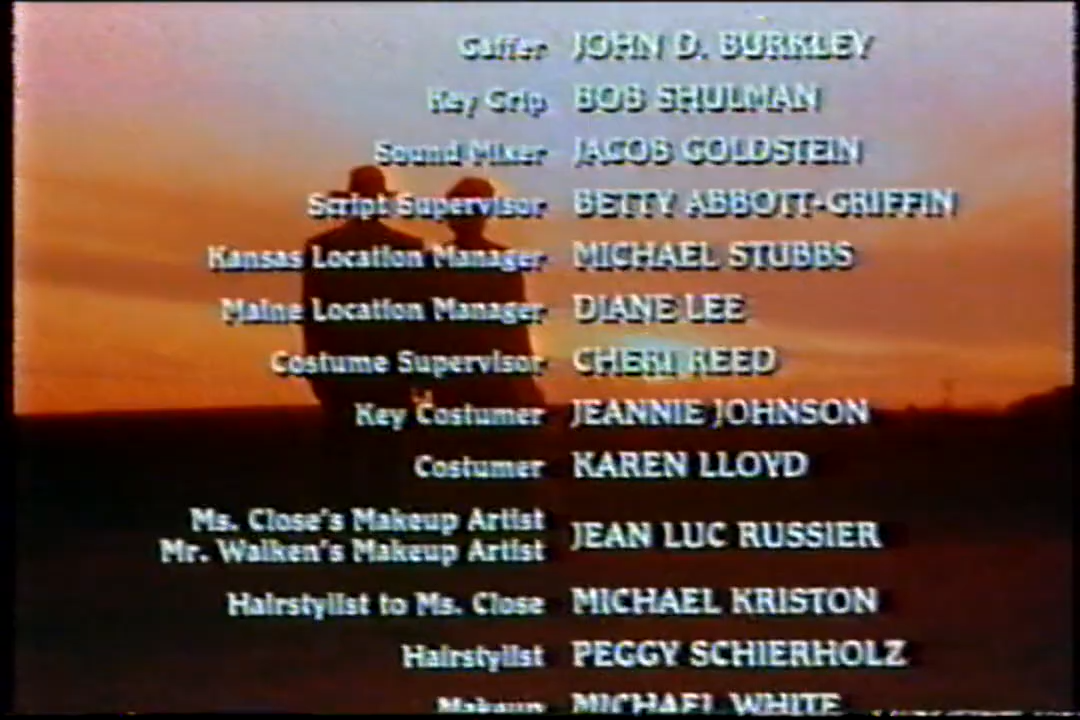 Gaffer JOHN D. BURKLEY
Key Grip BOB SHULMAN
Sound Mixer JACOB GOLDSTEIN
Script Supervisor BETTY ABBOTT-GRIFFIN
Kansas Location Manager MICHAEL STUBBS
Maine Location Manager DIANE LEE
Costume Supervisor CHERI REED
Key Costumer JEANNIE JOHNSON
Costumer KAREN LLOYD
Ms. Close's Makeup Artist
Mr. Walken's Makeup Artist JEAN LUC RUSSIER
Hairstylist to Ms. Close MICHAEL KRISTON
Hairstylist PEGGY SCHIERHOLZ
Makeup MICHAEL WHITE